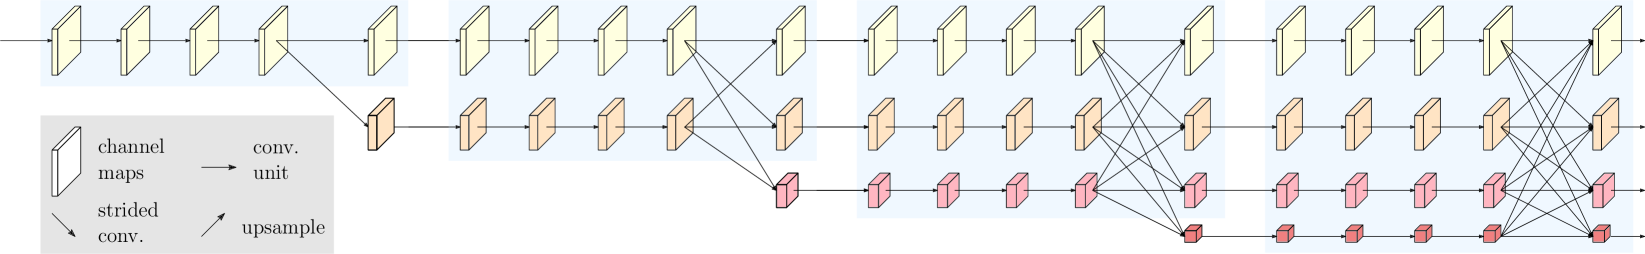 channel
maps
conv.
unit
strided
conv.
upsample